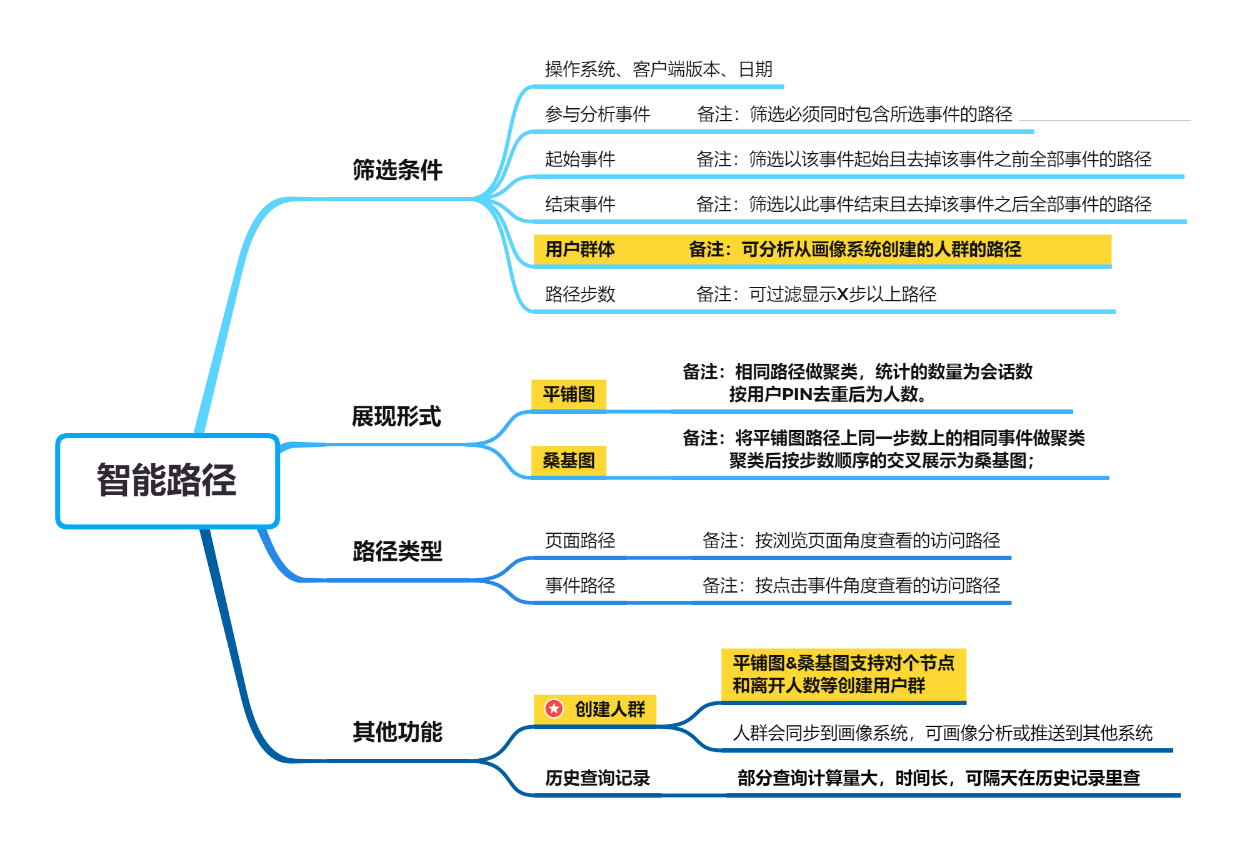 智能路径
筛选条件
操作系统、客户端版本、日期
参与分析事件 备注：筛选必须同时包含所选事件的路径
起始事件 备注：筛选以该事件起始且去掉该事件之前全部事件的路径
结束事件 备注：筛选以此事件结束且去掉该事件之后全部事件的路径
用户群体 备注：可分析从画像系统创建的人群的路径
路径步数 备注：可过滤显示X步以上路径
展现形式
平铺图
备注：相同路径做聚类，统计的数量为会话数
按用户PIN去重后为人数。
桑基图
备注：将平铺图路径上同一步数上的相同事件做聚类
聚类后按步数顺序的交叉展示为桑基图；
路径类型
页面路径 备注：按浏览页面角度查看的访问路径
事件路径 备注：按点击事件角度查看的访问路径
其他功能
创建人群
平铺图&桑基图支持对个节点
和离开人数等创建用户群
人群会同步到画像系统，可画像分析或推送到其他系统
历史查询记录 部分查询计算量大，时间长，可隔天在历史记录里查